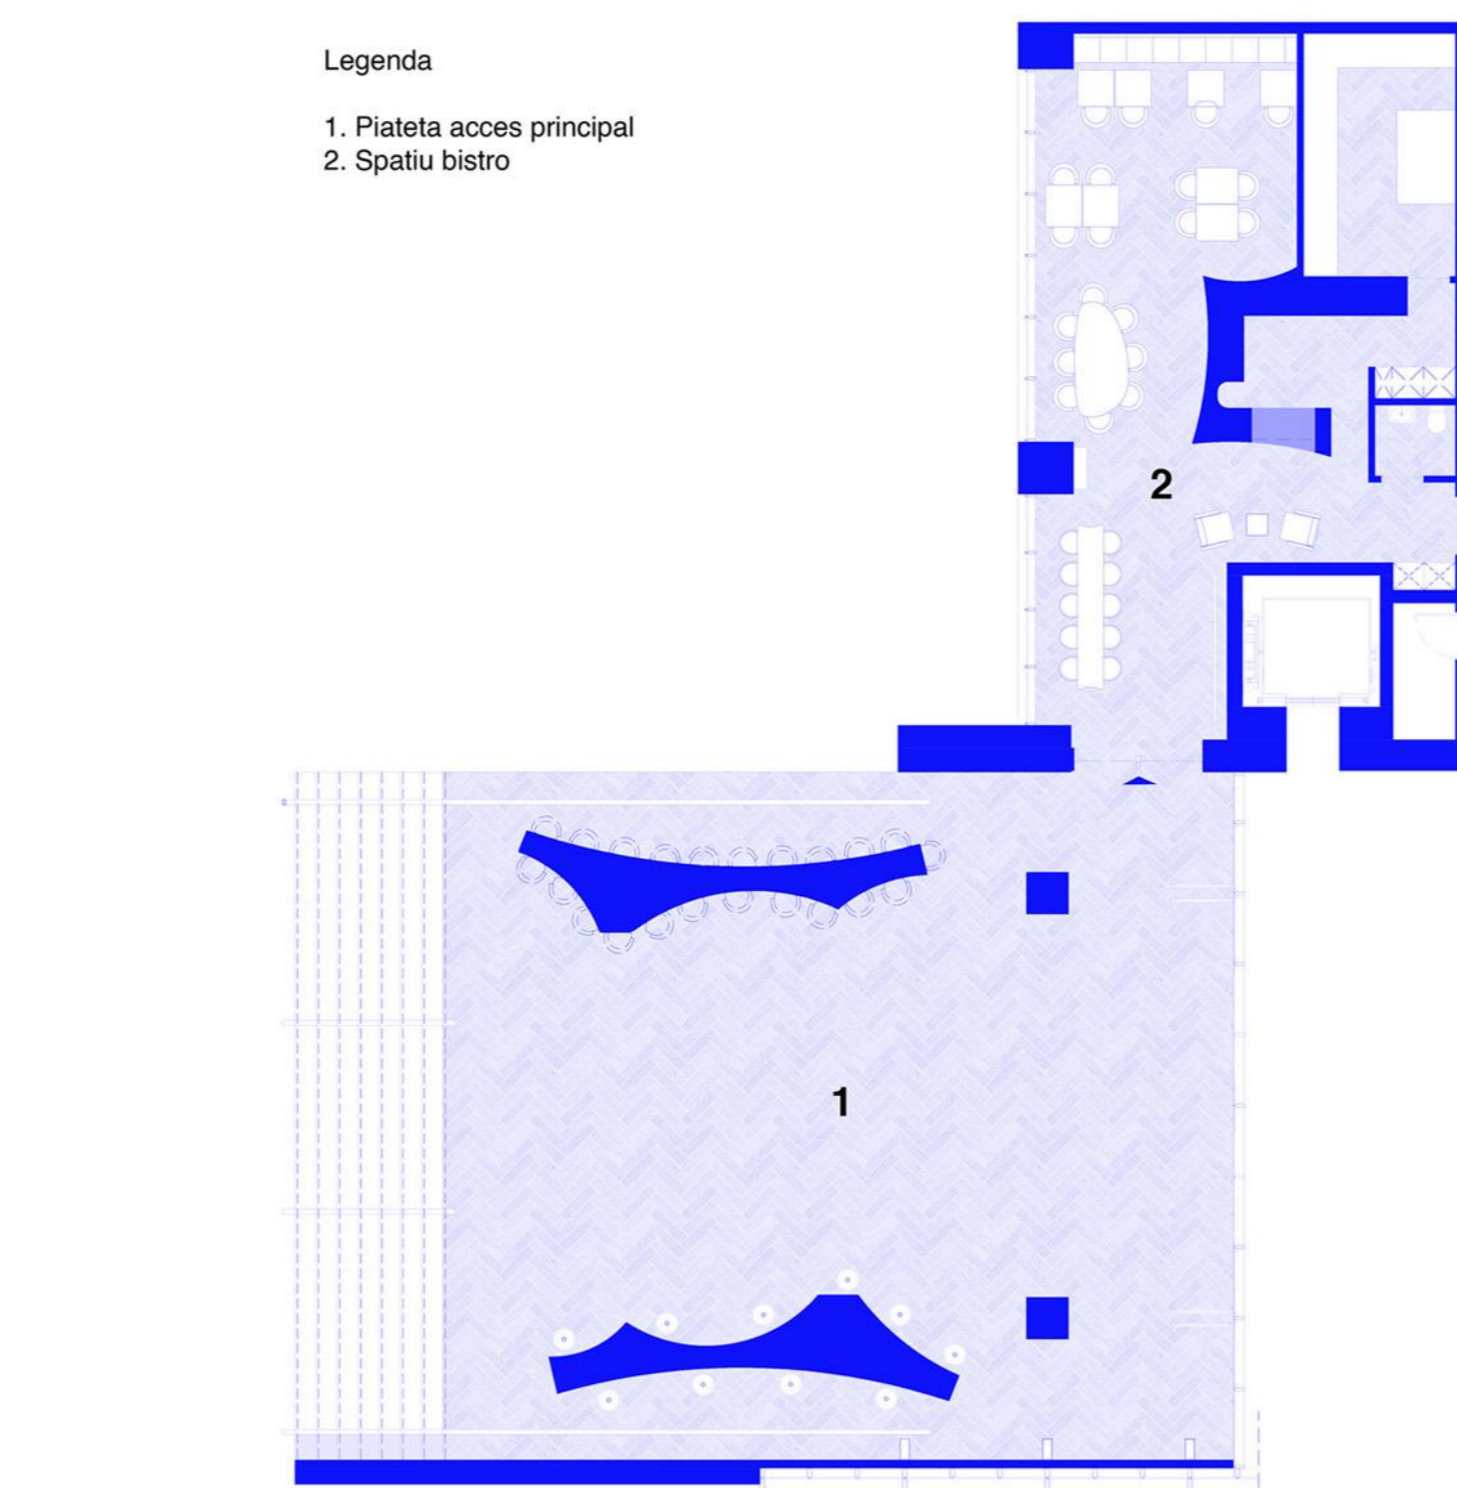 Legenda
1. Piateta acces principal
2. Spatiu bistro
2
1